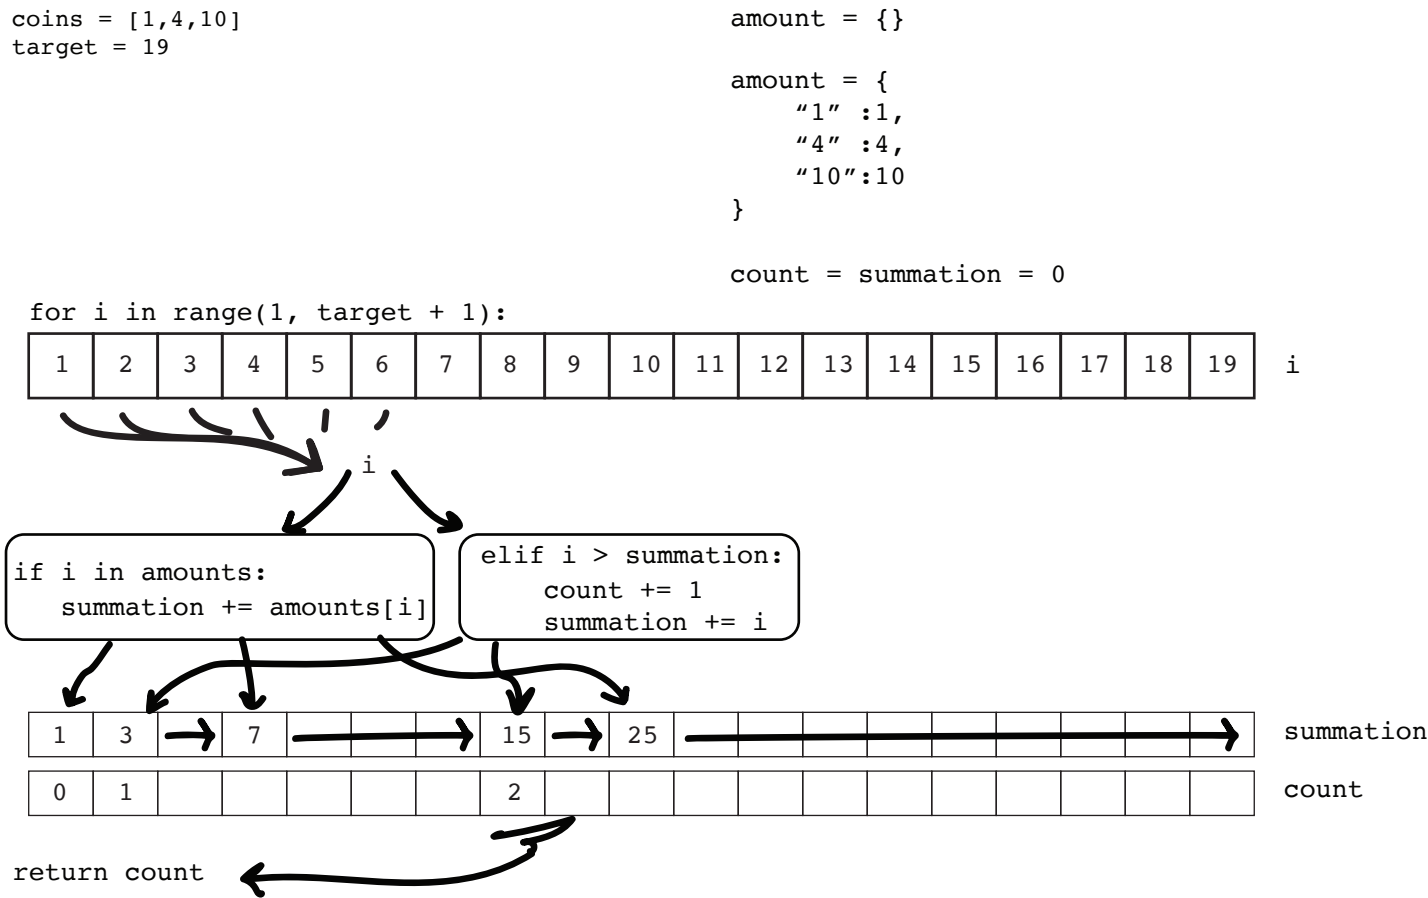 coins = [1,4,10]
target = 19
amount = {}
amount = {
“1” :1,
“4” :4,
“10”:10
}
count = summation = 0
for i in range(1, target + 1):
1 2 3 4 5 6 7 8 9 10 11 12 13 14 15 16 17 18 19 i
i
if i in amounts:
summation += amounts[i]
elif i > summation:
count += 1
summation += i
1 3 7 15 25 summation
0 1 2 count
return count